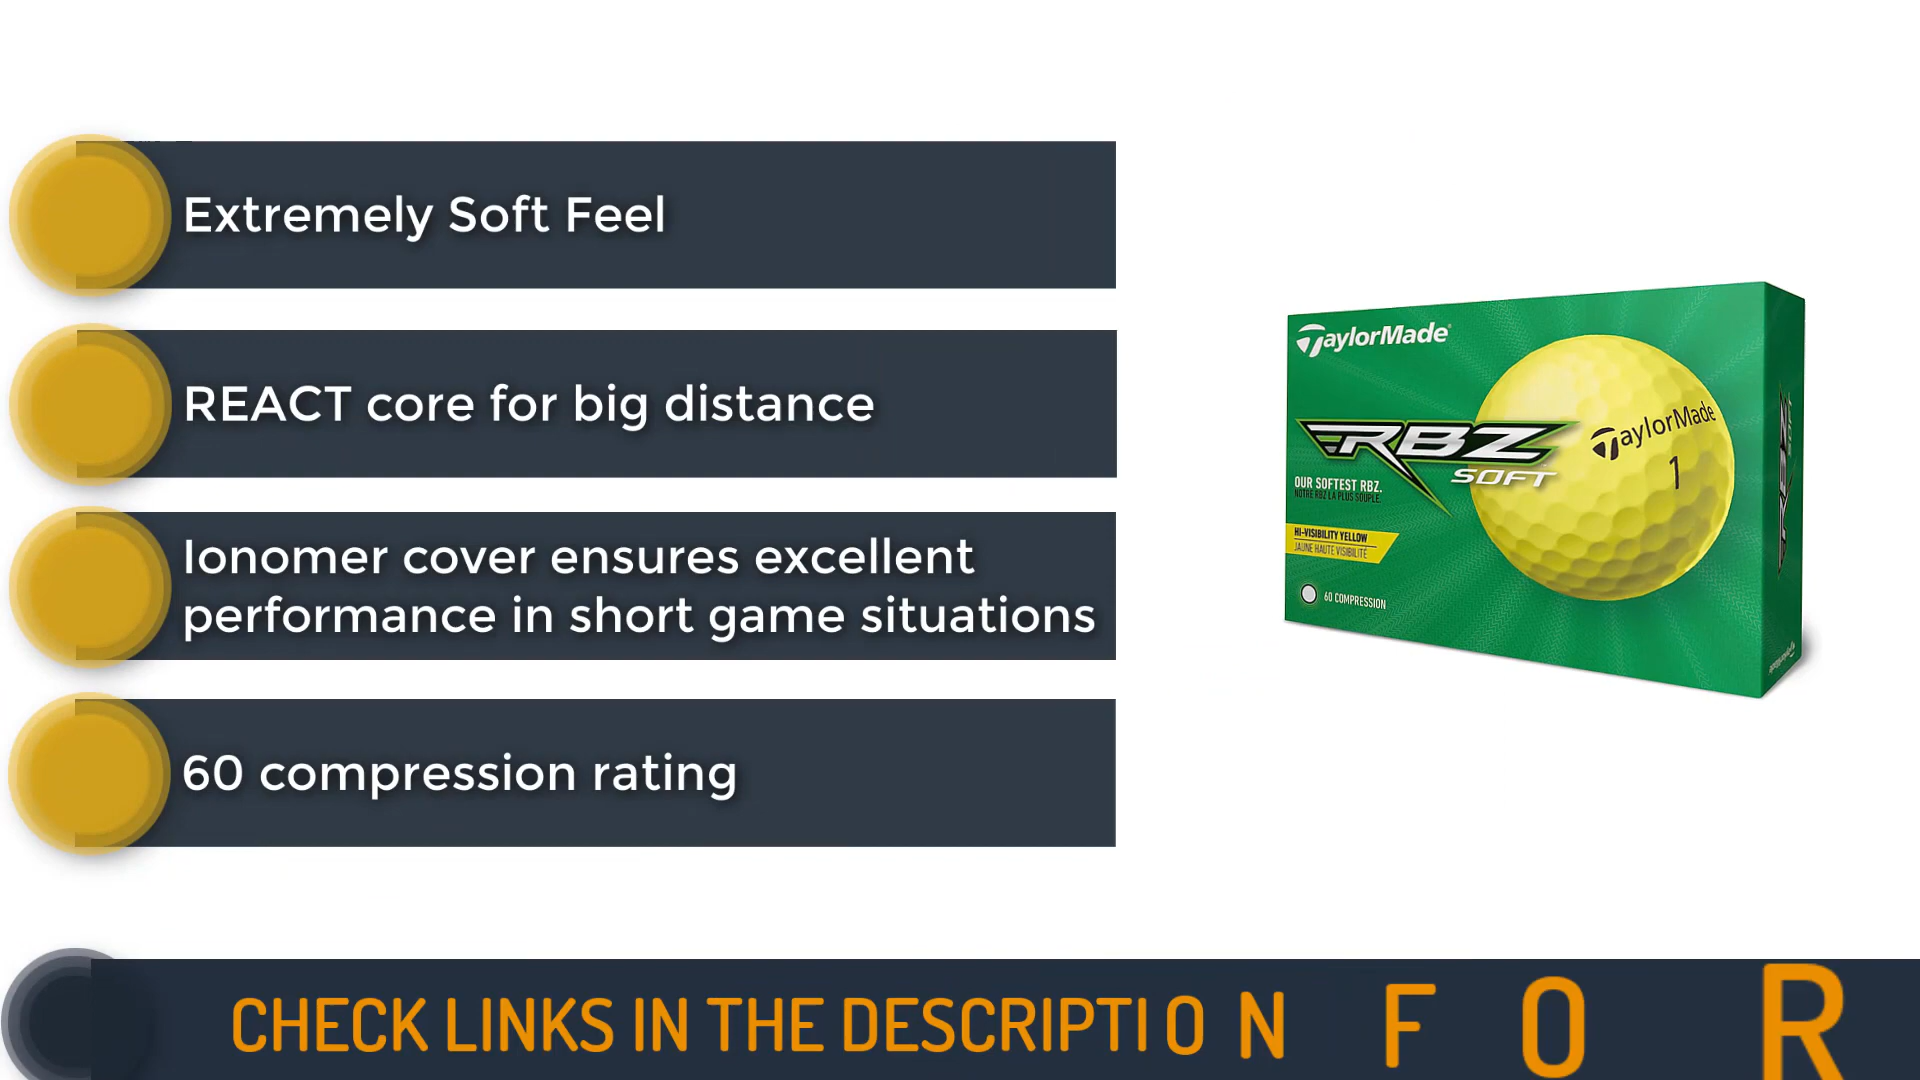 Extremely Soft Feel
REACT core for big distance
Ionomer cover ensures excellent
performance in short game situations
60 compression rating
TaylorMade
RBZ
SOFT
OUR SOFTEST RBZ.
NOTRE RBZ LA PLUS SOUPLE.
HI-VISIBILITY YELLOW
JAUNE HAUTE VISIBILITÉ
60 COMPRESSION
TaylorMade
1
CHECK LINKS IN THE DESCRIPTION FOR